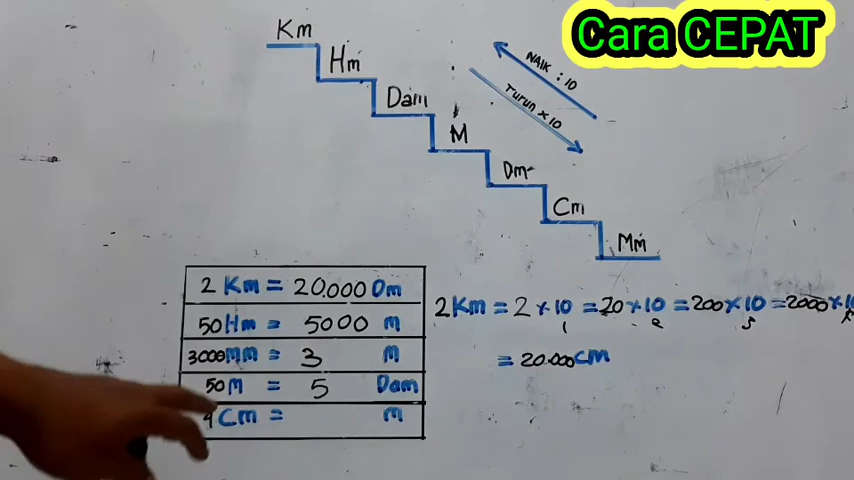 Cara CEPAT
Km
Hm
Dam
M
Dm
Cm
Mm
NAIK : 10
Turun x 10
2 Km = 20.000 Dm
50 Hm = 5000 m
3000 MM = 3 M
50 M = 5 Dam
4 Cm = m
2 Km = 2 x 10 = 20 x 10 = 200 x 10 = 2000 x 10
1 2 3
= 20.000 cm